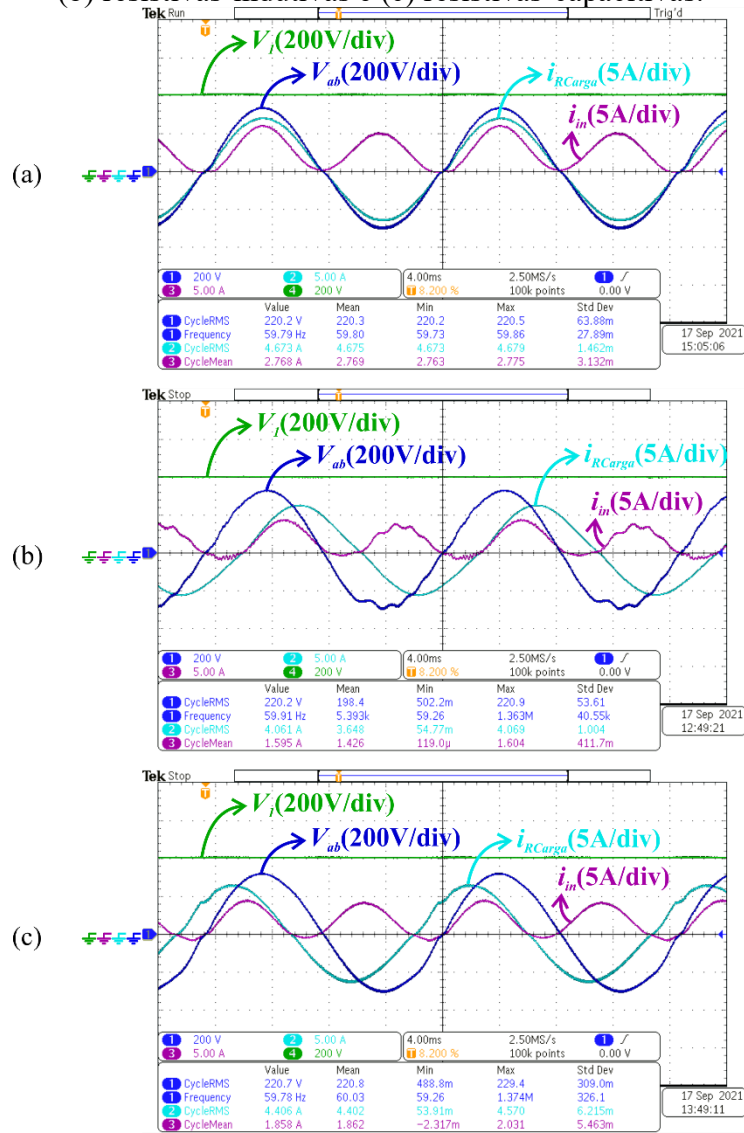 (b) resistivas-indutivas e (c) resistivas-capacitivas.
Tek Run
Trig'd
V_I(200V/div)
V_ab(200V/div)
i_RCarga(5A/div)
i_in(5A/div)
(a)
1 200 V 2 5.00 A 4.00ms 2.50MS/s 1 ʃ
3 5.00 A 4 200 V T 8.200 % 100k points 0.00 V
Value Mean Min Max Std Dev
1 CycleRMS 220.2 V 220.3 220.2 220.5 63.88m
1 Frequency 59.79 Hz 59.80 59.73 59.86 27.89m
2 CycleRMS 4.673 A 4.675 4.673 4.679 1.462m
3 CycleMean 2.768 A 2.769 2.763 2.775 3.132m
17 Sep 2021
15:05:06
Tek Stop
V_I(200V/div)
V_ab(200V/div)
i_RCarga(5A/div)
i_in(5A/div)
(b)
1 200 V 2 5.00 A 4.00ms 2.50MS/s 1 ʃ
3 5.00 A 4 200 V T 8.200 % 100k points 0.00 V
Value Mean Min Max Std Dev
1 CycleRMS 220.2 V 198.4 502.2m 220.9 53.61
1 Frequency 59.91 Hz 5.393k 59.26 1.363M 40.55k
2 CycleRMS 4.061 A 3.648 54.77m 4.069 1.004
3 CycleMean 1.595 A 1.426 119.0µ 1.604 411.7m
17 Sep 2021
12:49:21
Tek Stop
V_i(200V/div)
V_ab(200V/div)
i_RCarga(5A/div)
i_in(5A/div)
(c)
1 200 V 2 5.00 A 4.00ms 2.50MS/s 1 ʃ
3 5.00 A 4 200 V T 8.200 % 100k points 0.00 V
Value Mean Min Max Std Dev
1 CycleRMS 220.7 V 220.8 488.8m 229.4 309.0m
1 Frequency 59.78 Hz 60.03 59.26 1.374M 326.1
2 CycleRMS 4.406 A 4.402 53.91m 4.570 6.215m
3 CycleMean 1.858 A 1.862 -2.317m 2.031 5.463m
17 Sep 2021
13:49:11